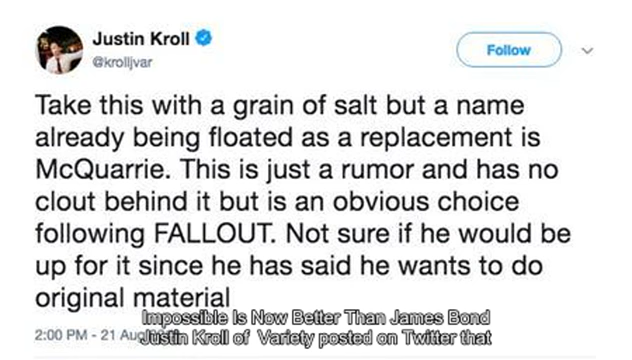 Justin Kroll
@krolljvar
Follow
Take this with a grain of salt but a name
already being floated as a replacement is
McQuarrie. This is just a rumor and has no
clout behind it but is an obvious choice
following FALLOUT. Not sure if he would be
up for it since he has said he wants to do
original material
Impossible Is Now Better Than James Bond
2:00 PM - 21 Aug
Justin Kroll of Variety posted on Twitter that